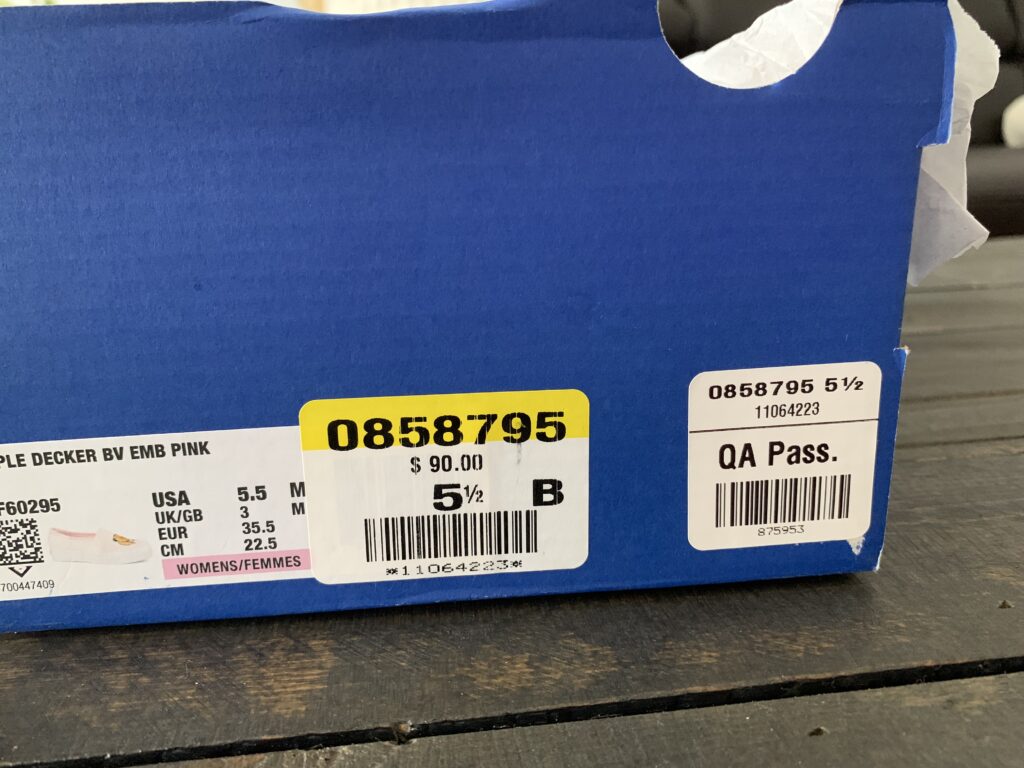 PLE DECKER BV EMB PINK
F60295
USA 5.5 M
UK/GB 3 M
EUR 35.5
CM 22.5
WOMENS/FEMMES
700447409
0858795
$ 90.00
5½ B
*11064223*
0858795 5½
11064223
QA Pass.
875953